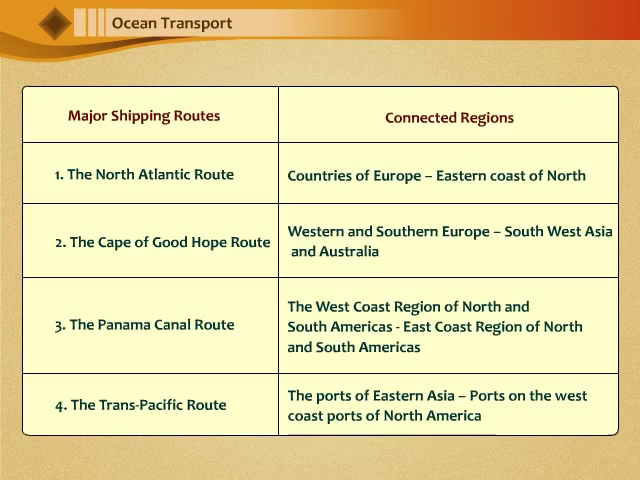 Ocean Transport
Major Shipping Routes
Connected Regions
1. The North Atlantic Route
Countries of Europe – Eastern coast of North
2. The Cape of Good Hope Route
Western and Southern Europe – South West Asia
and Australia
3. The Panama Canal Route
The West Coast Region of North and
South Americas - East Coast Region of North
and South Americas
4. The Trans-Pacific Route
The ports of Eastern Asia – Ports on the west
coast ports of North America